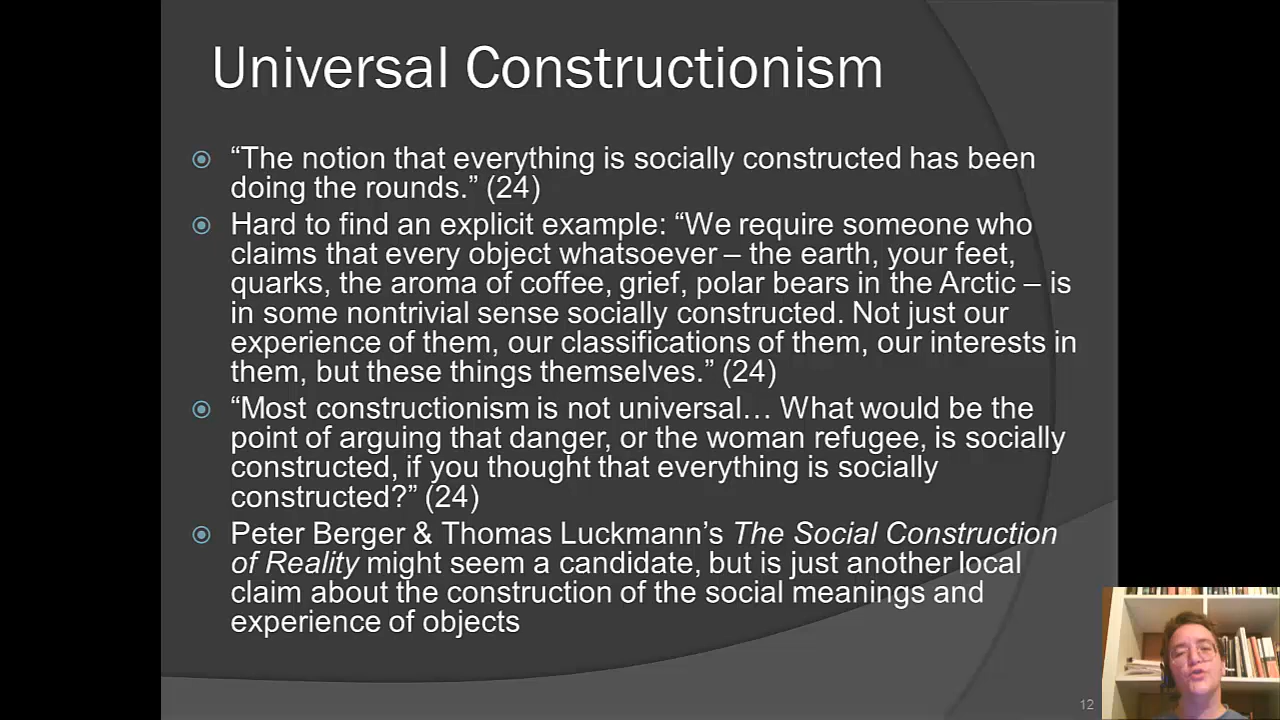 Universal Constructionism
“The notion that everything is socially constructed has been
doing the rounds.” (24)
Hard to find an explicit example: “We require someone who
claims that every object whatsoever – the earth, your feet,
quarks, the aroma of coffee, grief, polar bears in the Arctic – is
in some nontrivial sense socially constructed. Not just our
experience of them, our classifications of them, our interests in
them, but these things themselves.” (24)
“Most constructionism is not universal… What would be the
point of arguing that danger, or the woman refugee, is socially
constructed, if you thought that everything is socially
constructed?” (24)
Peter Berger & Thomas Luckmann’s The Social Construction
of Reality might seem a candidate, but is just another local
claim about the construction of the social meanings and
experience of objects
12